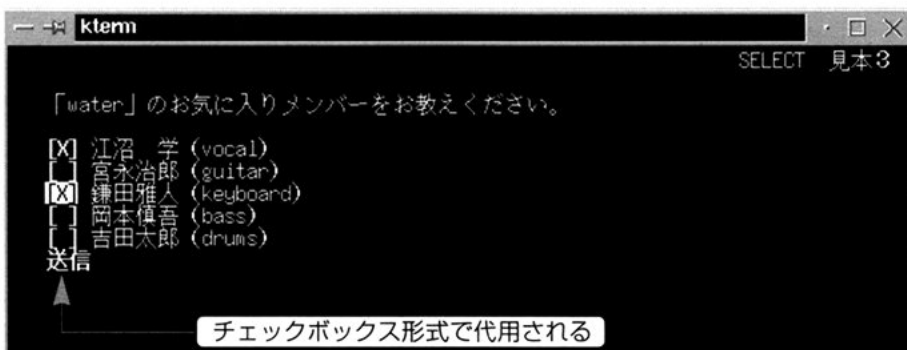 kterm
SELECT 見本3
「water」のお気に入りメンバーをお教えください。
[X] 江沼 学 (vocal)
[ ] 宮永治郎 (guitar)
[X] 鎌田雅人 (keyboard)
[ ] 岡本慎吾 (bass)
[ ] 吉田太郎 (drums)
送信
チェックボックス形式で代用される